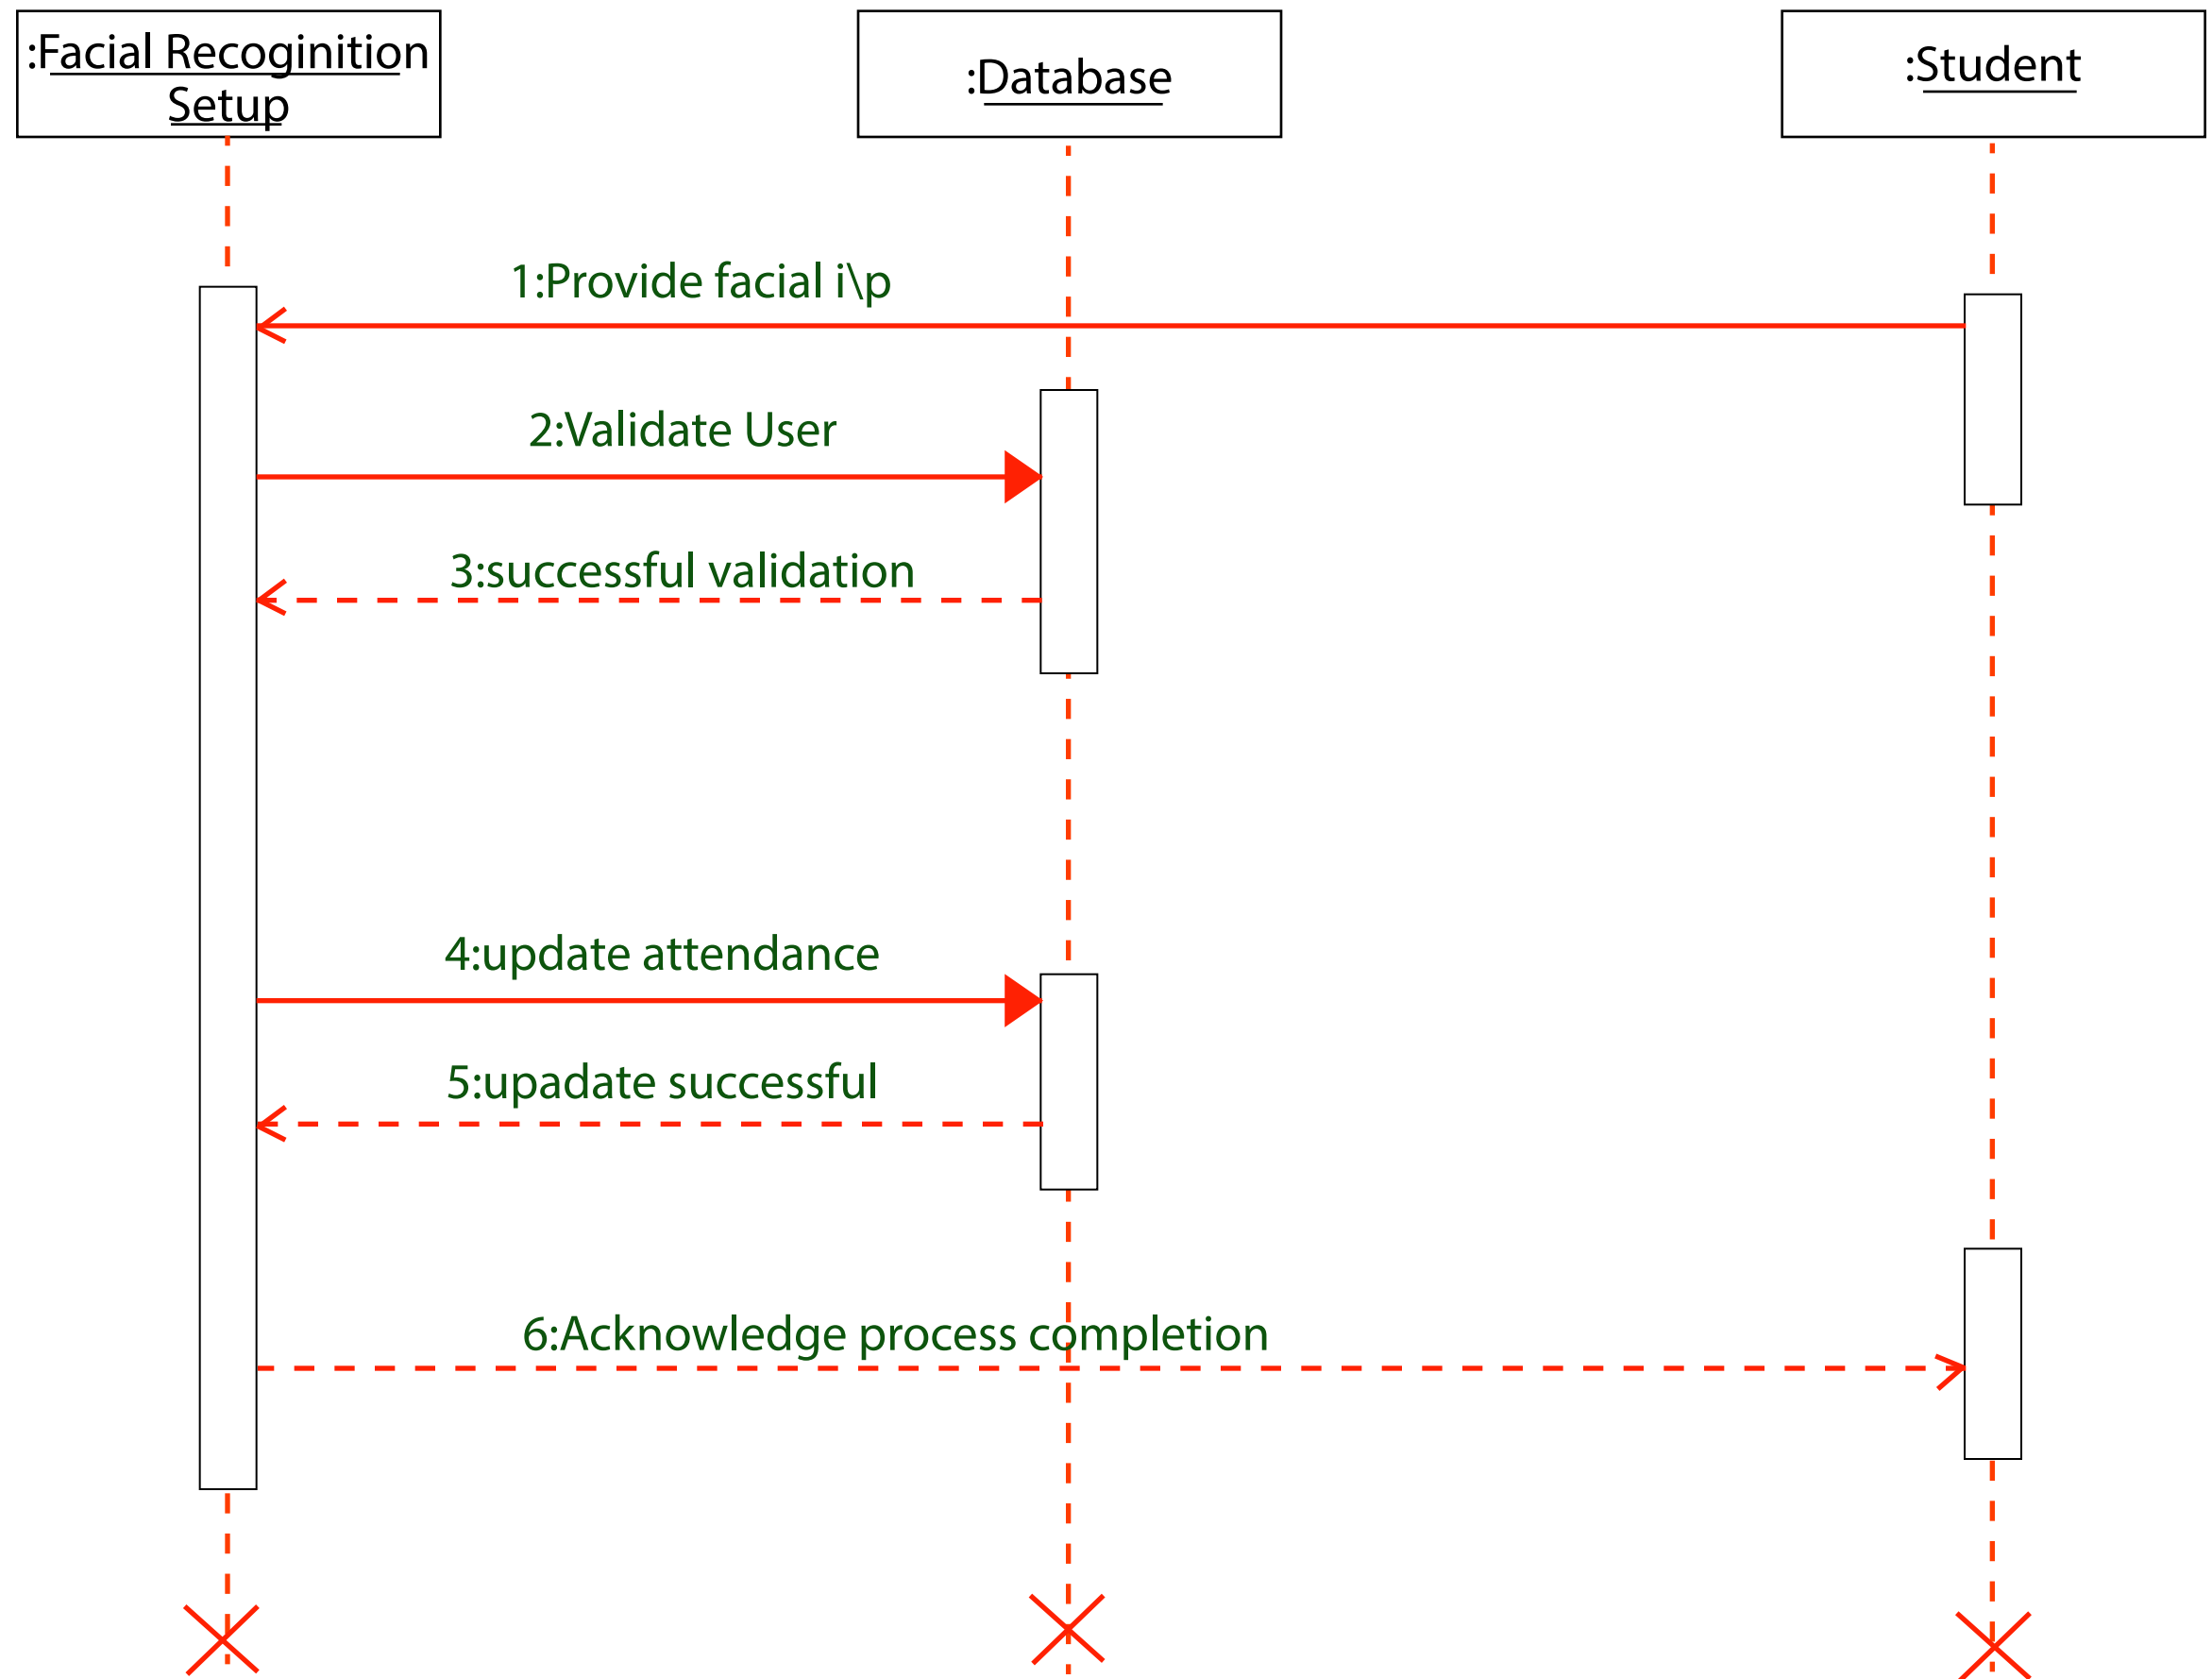 :Facial Recoginition
Setup
:Database
:Student
1:Provide facial i\p
2:Validate User
3:successful validation
4:update attendance
5:upadate successful
6:Acknowledge process completion